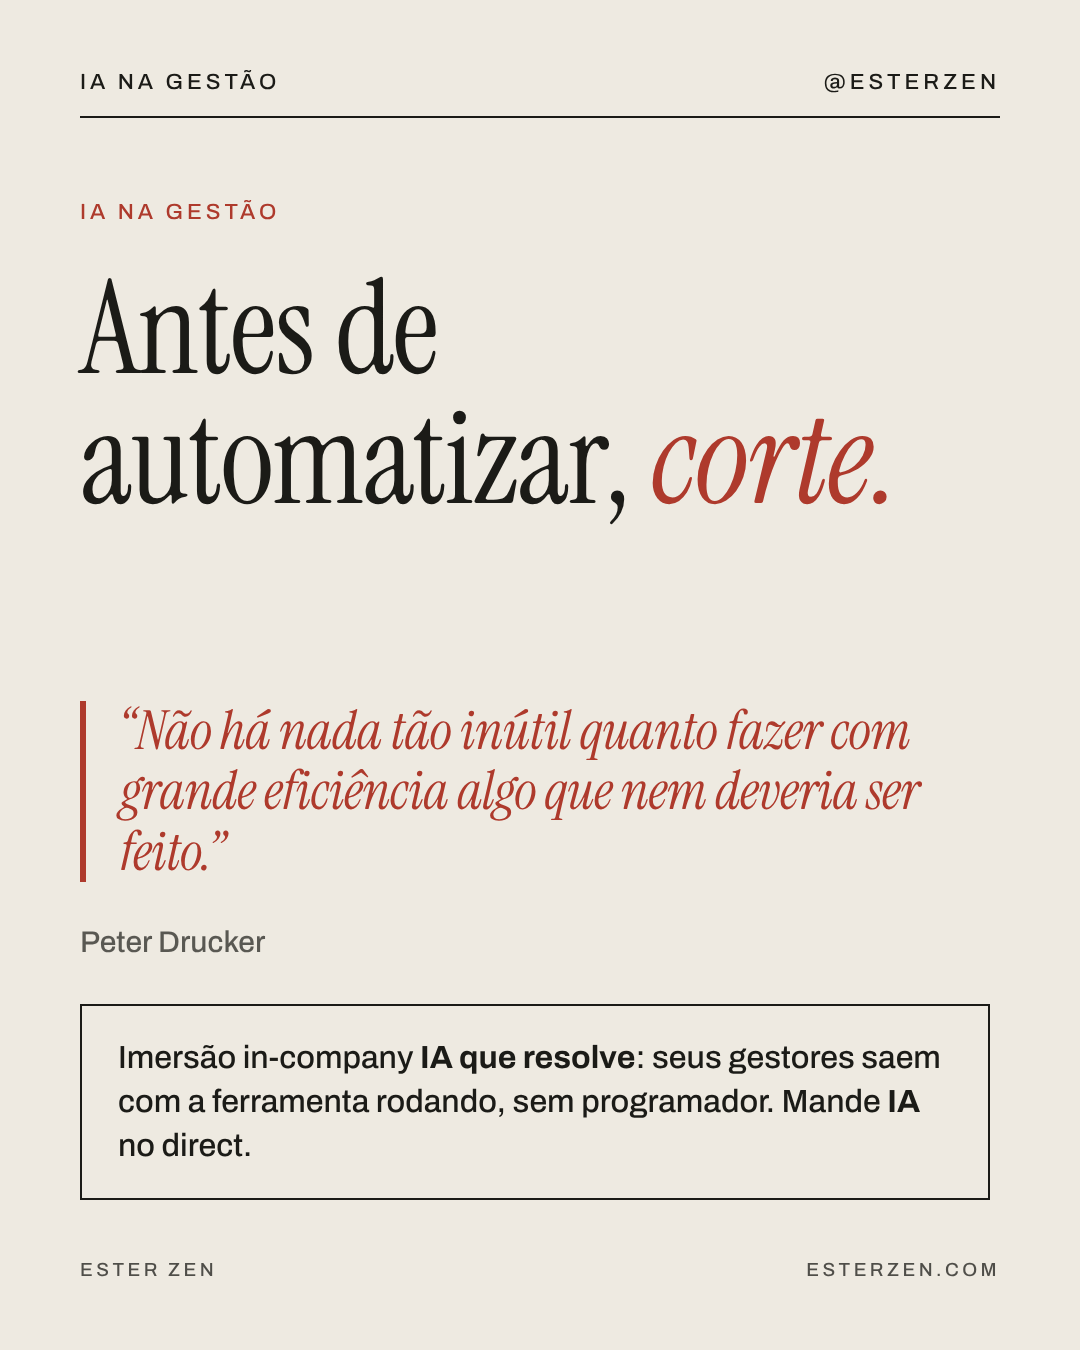 IA NA GESTÃO
@ESTERZEN
IA NA GESTÃO
Antes de
automatizar, corte.
“Não há nada tão inútil quanto fazer com
grande eficiência algo que nem deveria ser
feito.”
Peter Drucker
Imersão in-company IA que resolve: seus gestores saem
com a ferramenta rodando, sem programador. Mande IA
no direct.
ESTER ZEN
ESTERZEN.COM